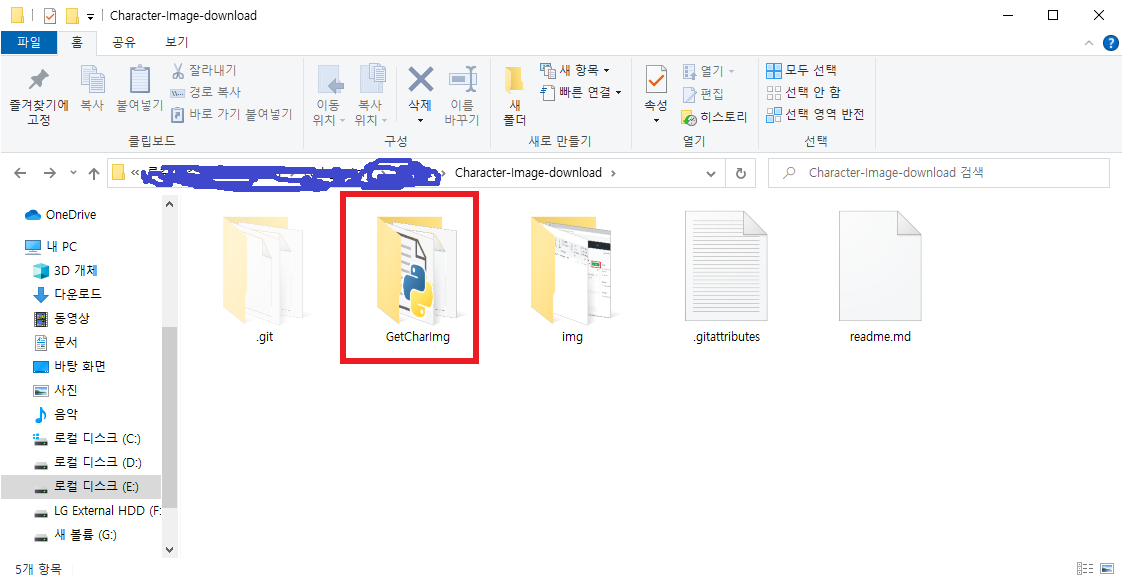 Character-Image-download
파일 홈 공유 보기
즐겨찾기에 고정
복사
붙여넣기
잘라내기
경로 복사
바로 가기 붙여넣기
클립보드
이동 위치
복사 위치
삭제
이름 바꾸기
구성
새 폴더
새 항목
빠른 연결
새로 만들기
속성
열기
편집
히스토리
열기
모두 선택
선택 안 함
선택 영역 반전
선택
« Character-Image-download
Character-Image-download 검색
OneDrive
내 PC
3D 개체
다운로드
동영상
문서
바탕 화면
사진
음악
로컬 디스크 (C:)
로컬 디스크 (D:)
로컬 디스크 (E:)
LG External HDD (F:
새 볼륨 (G:)
.git
GetCharImg
img
.gitattributes
readme.md
5개 항목